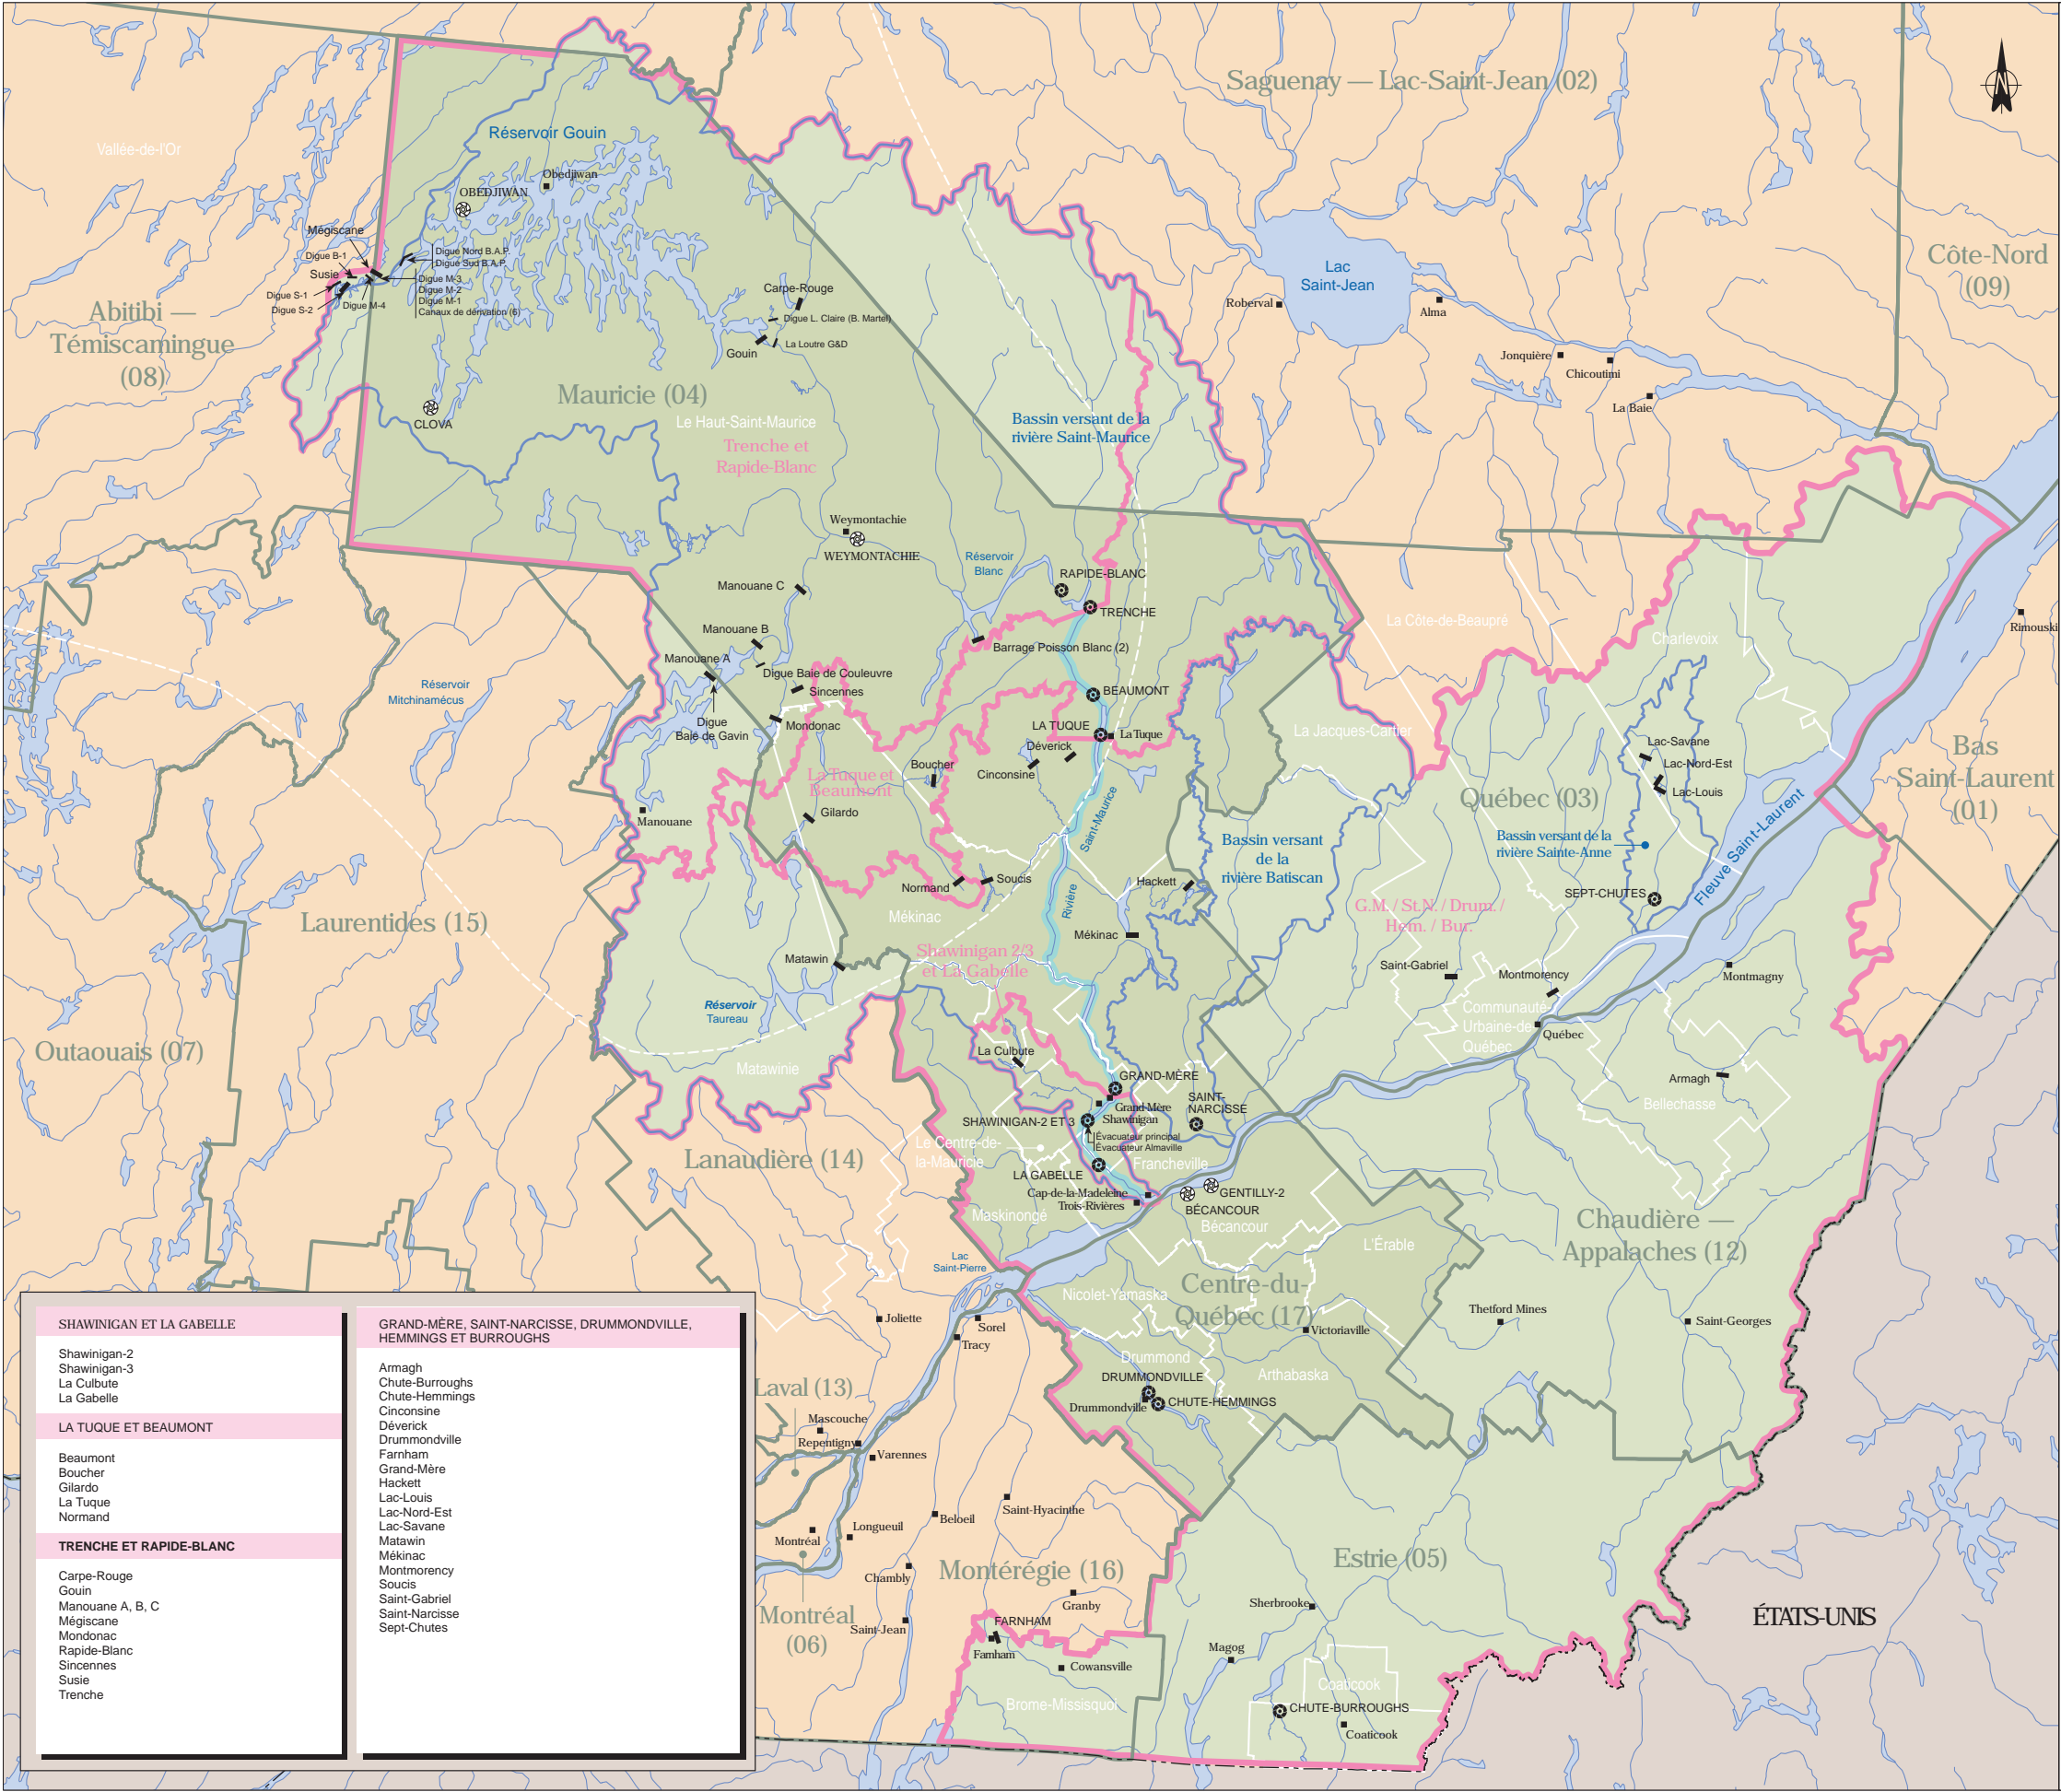 Saguenay — Lac-Saint-Jean (02)
Vallée-de-l'Or
Réservoir Gouin
Obedjiwan
OBEDJIWAN
Mégiscane
Digue B-1
Susie
Digue S-1
Digue S-2
Digue M-4
Digue Nord B.A.P.
Digue Sud B.A.P.
Digue M-3
Digue M-2
Digue M-1
Canaux de dérivation (6)
Carpe-Rouge
Digue L. Claire (B. Martel)
La Loutre G&D
Gouin
Lac
Saint-Jean
Roberval
Alma
Jonquière
Chicoutimi
La Baie
Côte-Nord
(09)
Abitibi —
Témiscamingue
(08)
Mauricie (04)
CLOVA
Le Haut-Saint-Maurice
Trenche et
Rapide-Blanc
Bassin versant de la
rivière Saint-Maurice
Weymontachie
WEYMONTACHIE
Réservoir
Blanc
RAPIDE-BLANC
TRENCHE
Manouane C
Manouane B
Manouane A
Barrage Poisson Blanc (2)
Digue Baie de Couleuvre
Sincennes
Digue
Baie de Gavin
Mondonac
BEAUMONT
LA TUQUE
La Tuque
Déverick
Cinconsine
Boucher
La Tuque et
Beaumont
Gilardo
Manouane
Réservoir
Mitchinamécus
La Côte-de-Beaupré
Charlevoix
Rimouski
La Jacques-Cartier
Lac-Savane
Lac-Nord-Est
Lac-Louis
Québec (03)
Bas
Saint-Laurent
(01)
Bassin versant de la
rivière Sainte-Anne
Fleuve Saint-Laurent
SEPT-CHUTES
Bassin versant
de la
rivière Batiscan
Rivière
Saint-Maurice
Normand
Soucis
Hackett
Mékinac
Mékinac
G.M. / St.N. / Drum. /
Hem. / Bur.
Laurentides (15)
Shawinigan 2/3
et La Gabelle
Matawin
Réservoir
Taureau
Saint-Gabriel
Montmorency
Montmagny
Communauté-
Urbaine-de-
Québec
Québec
Outaouais (07)
Matawinie
La Culbute
GRAND-MÈRE
Grand-Mère
Shawinigan
SAINT-
NARCISSE
SHAWINIGAN-2 ET 3
Évacuateur principal
Évacuateur Almaville
Armagh
Bellechasse
Lanaudière (14)
Le Centre-de-
la-Mauricie
Francheville
LA GABELLE
Cap-de-la-Madeleine
Trois-Rivières
GENTILLY-2
BÉCANCOUR
Bécancour
Maskinongé
Chaudière —
Appalaches (12)
L'Érable
Lac
Saint-Pierre
Nicolet-Yamaska
Centre-du-
Québec (17)
Victoriaville
Thetford Mines
Saint-Georges
Joliette
Sorel
Tracy
Drummond
Arthabaska
DRUMMONDVILLE
Drummondville
CHUTE-HEMMINGS
Laval (13)
Mascouche
Repentigny
Varennes
Saint-Hyacinthe
Beloeil
Longueuil
Montréal
Chambly
Montérégie (16)
Estrie (05)
Granby
Sherbrooke
Montréal
(06)
Saint-Jean
FARNHAM
Farnham
Cowansville
Magog
ÉTATS-UNIS
Brome-Missisquoi
Coaticook
CHUTE-BURROUGHS
Coaticook
SHAWINIGAN ET LA GABELLE
Shawinigan-2
Shawinigan-3
La Culbute
La Gabelle
LA TUQUE ET BEAUMONT
Beaumont
Boucher
Gilardo
La Tuque
Normand
TRENCHE ET RAPIDE-BLANC
Carpe-Rouge
Gouin
Manouane A, B, C
Mégiscane
Mondonac
Rapide-Blanc
Sincennes
Susie
Trenche
GRAND-MÈRE, SAINT-NARCISSE, DRUMMONDVILLE,
HEMMINGS ET BURROUGHS
Armagh
Chute-Burroughs
Chute-Hemmings
Cinconsine
Déverick
Drummondville
Farnham
Grand-Mère
Hackett
Lac-Louis
Lac-Nord-Est
Lac-Savane
Matawin
Mékinac
Montmorency
Soucis
Saint-Gabriel
Saint-Narcisse
Sept-Chutes